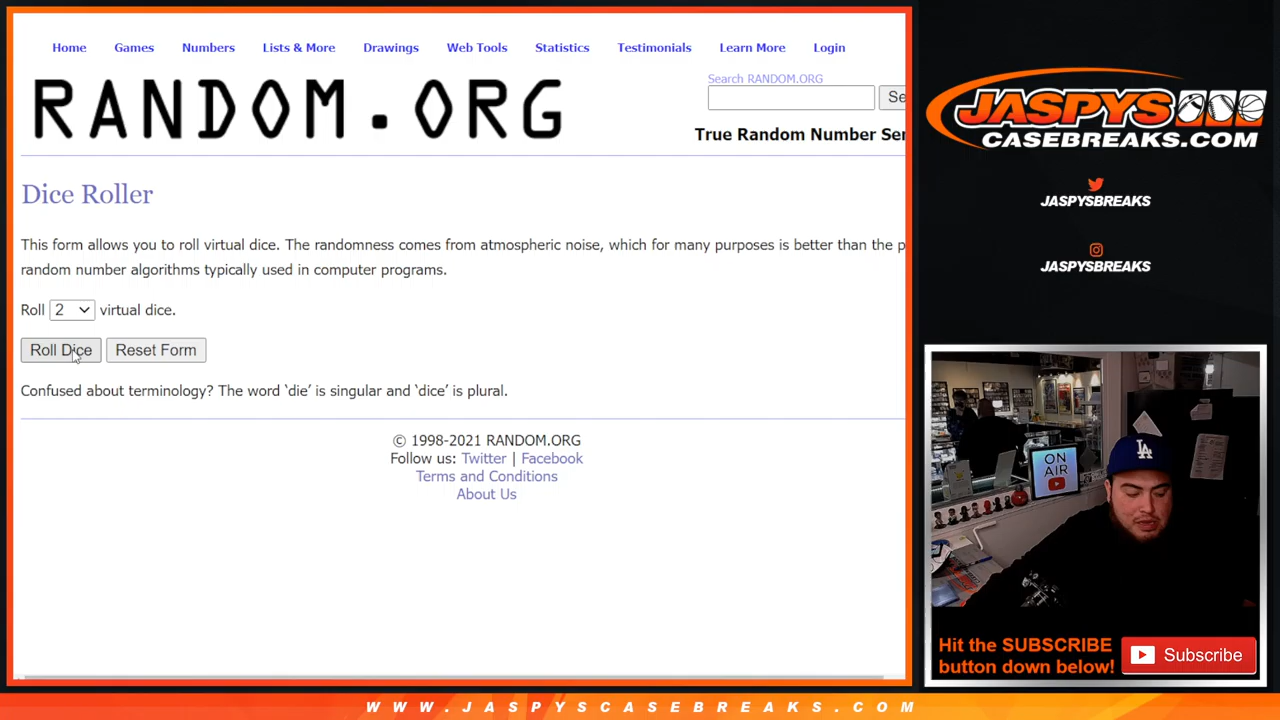 Home Games Numbers Lists & More Drawings Web Tools Statistics Testimonials Learn More Login
Search RANDOM.ORG
RANDOM.ORG
Se
True Random Number Ser
Dice Roller
This form allows you to roll virtual dice. The randomness comes from atmospheric noise, which for many purposes is better than the p
random number algorithms typically used in computer programs.
Roll 2 virtual dice.
Roll Dice Reset Form
Confused about terminology? The word ‘die’ is singular and ‘dice’ is plural.
© 1998-2021 RANDOM.ORG
Follow us: Twitter | Facebook
Terms and Conditions
About Us
JASPYS
CASEBREAKS.COM
JASPYSBREAKS
JASPYSBREAKS
ON
AIR
LA
Hit the SUBSCRIBE
button down below!
Subscribe
WWW.JASPYSCASEBREAKS.COM